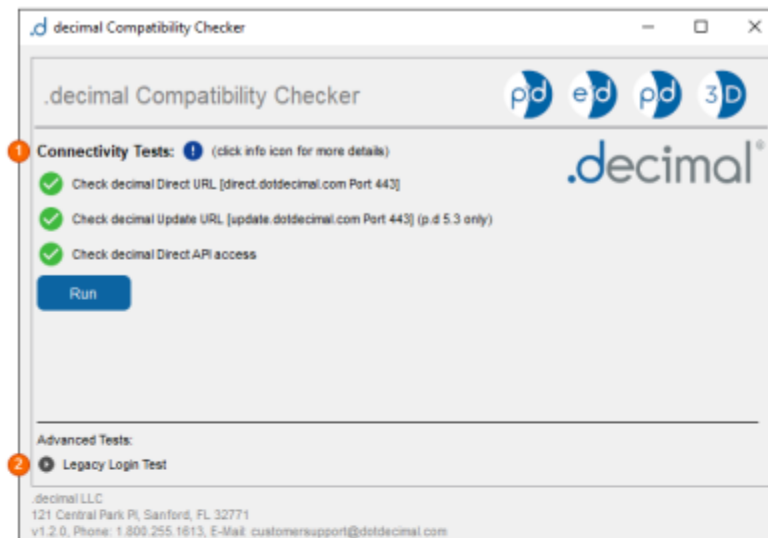 .d decimal Compatibility Checker
.decimal Compatibility Checker
p.d e.d p.d 3D
1 Connectivity Tests: ! (click info icon for more details)
.decimal®
Check decimal Direct URL [direct.dotdecimal.com Port 443]
Check decimal Update URL [update.dotdecimal.com Port 443] (p.d 5.3 only)
Check decimal Direct API access
Run
Advanced Tests:
2 Legacy Login Test
.decimal LLC
121 Central Park Pl, Sanford, FL 32771
v1.2.0, Phone: 1.800.255.1613, E-Mail: customersupport@dotdecimal.com